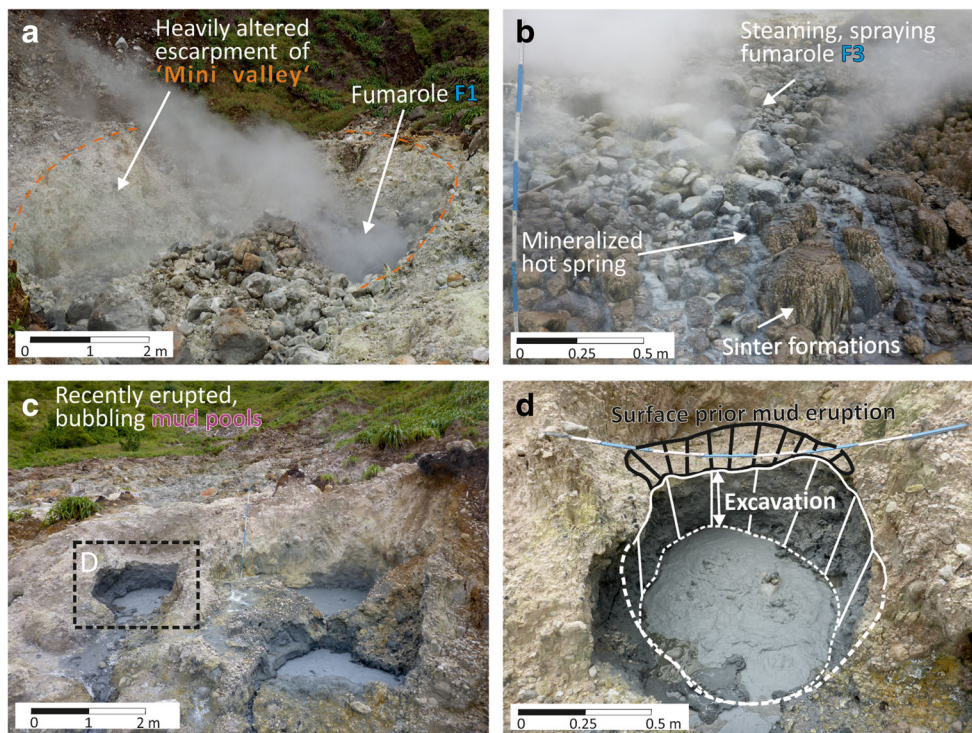 a
Heavily altered
escarpment of
‘Mini valley‘
Fumarole F1
0 1 2 m
b
Steaming, spraying
fumarole F3
Mineralized
hot spring
Sinter formations
0 0.25 0.5 m
c
Recently erupted,
bubbling mud pools
D
0 1 2 m
d
Surface prior mud eruption
Excavation
0 0.25 0.5 m